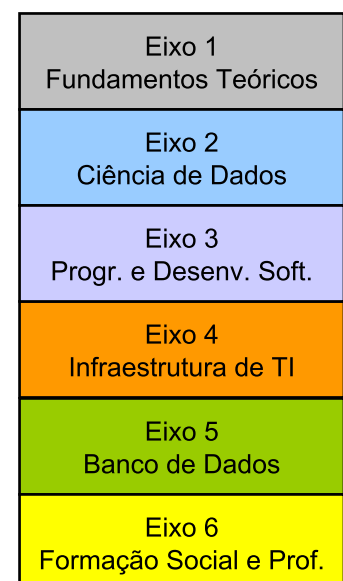 Eixo 1
Fundamentos Teóricos
Eixo 2
Ciência de Dados
Eixo 3
Progr. e Desenv. Soft.
Eixo 4
Infraestrutura de TI
Eixo 5
Banco de Dados
Eixo 6
Formação Social e Prof.